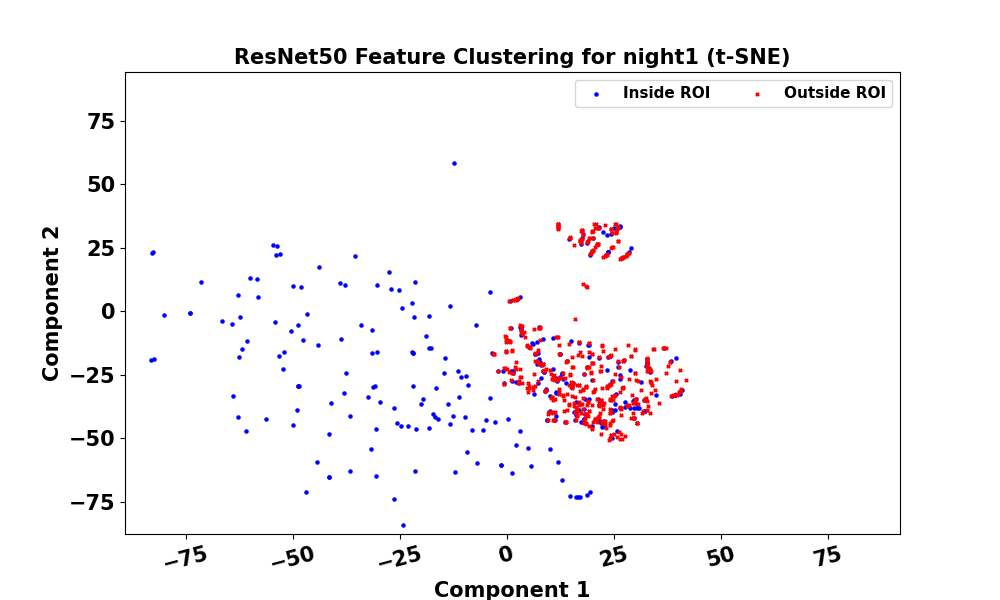 ResNet50 Feature Clustering for night1 (t-SNE)
Inside ROI
Outside ROI
75
50
25
0
−25
−50
−75
Component 2
−75
−50
−25
0
25
50
75
Component 1